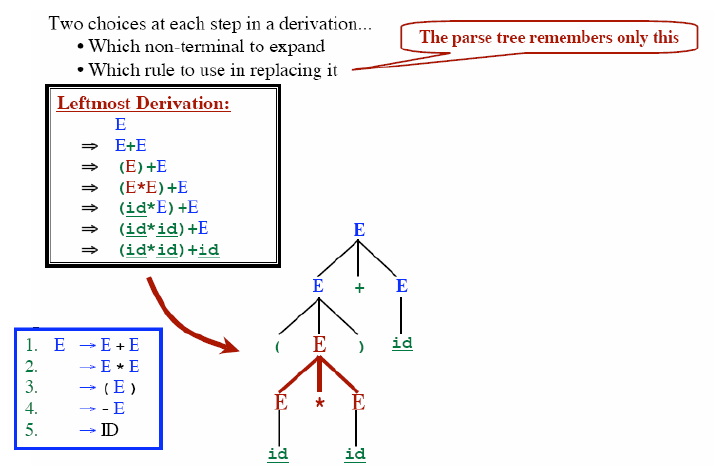 Two choices at each step in a derivation...
• Which non-terminal to expand
• Which rule to use in replacing it
The parse tree remembers only this
Leftmost Derivation:
E
⇒ E+E
⇒ (E)+E
⇒ (E*E)+E
⇒ (id*E)+E
⇒ (id*id)+E
⇒ (id*id)+id
E
E + E
( E ) id
E * E
id id
1. E → E + E
2. → E * E
3. → ( E )
4. → - E
5. → ID